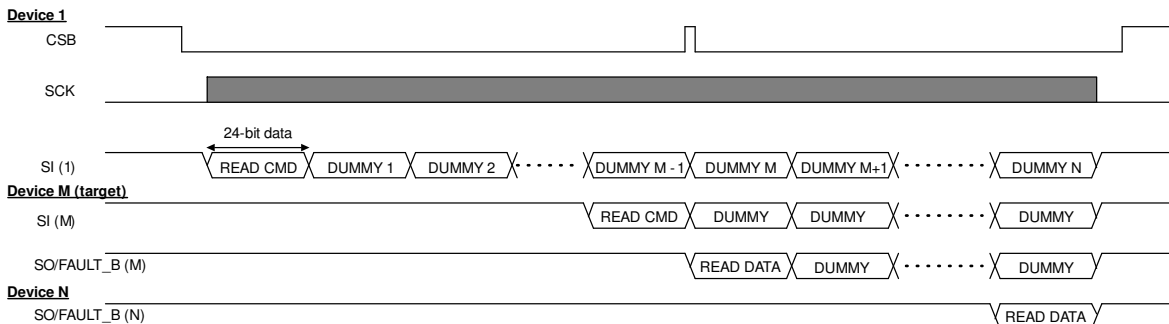 Device 1
CSB
SCK
24-bit data
SI (1) READ CMD DUMMY 1 DUMMY 2 DUMMY M - 1 DUMMY M DUMMY M+1 DUMMY N
Device M (target)
SI (M) READ CMD DUMMY DUMMY DUMMY
SO/FAULT_B (M) READ DATA DUMMY DUMMY
Device N
SO/FAULT_B (N) READ DATA